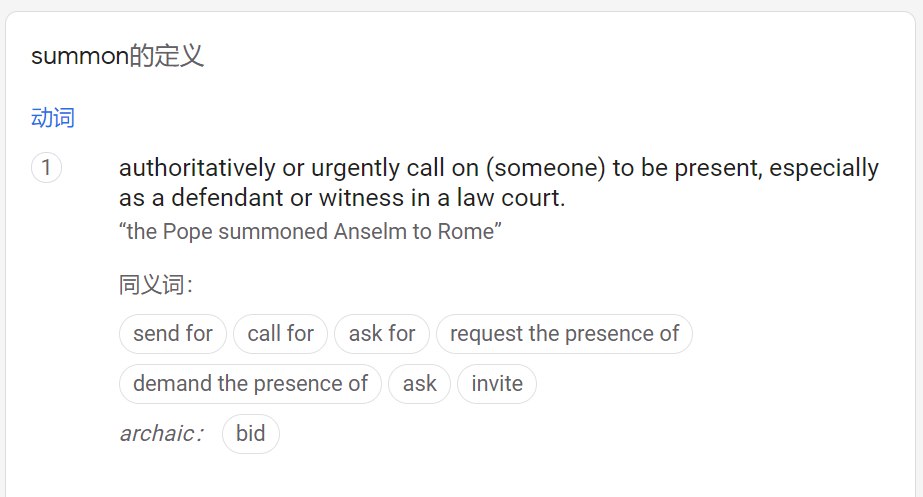 summon的定义
动词
1 authoritatively or urgently call on (someone) to be present, especially
as a defendant or witness in a law court.
“the Pope summoned Anselm to Rome”
同义词：
send for call for ask for request the presence of
demand the presence of ask invite
archaic： bid